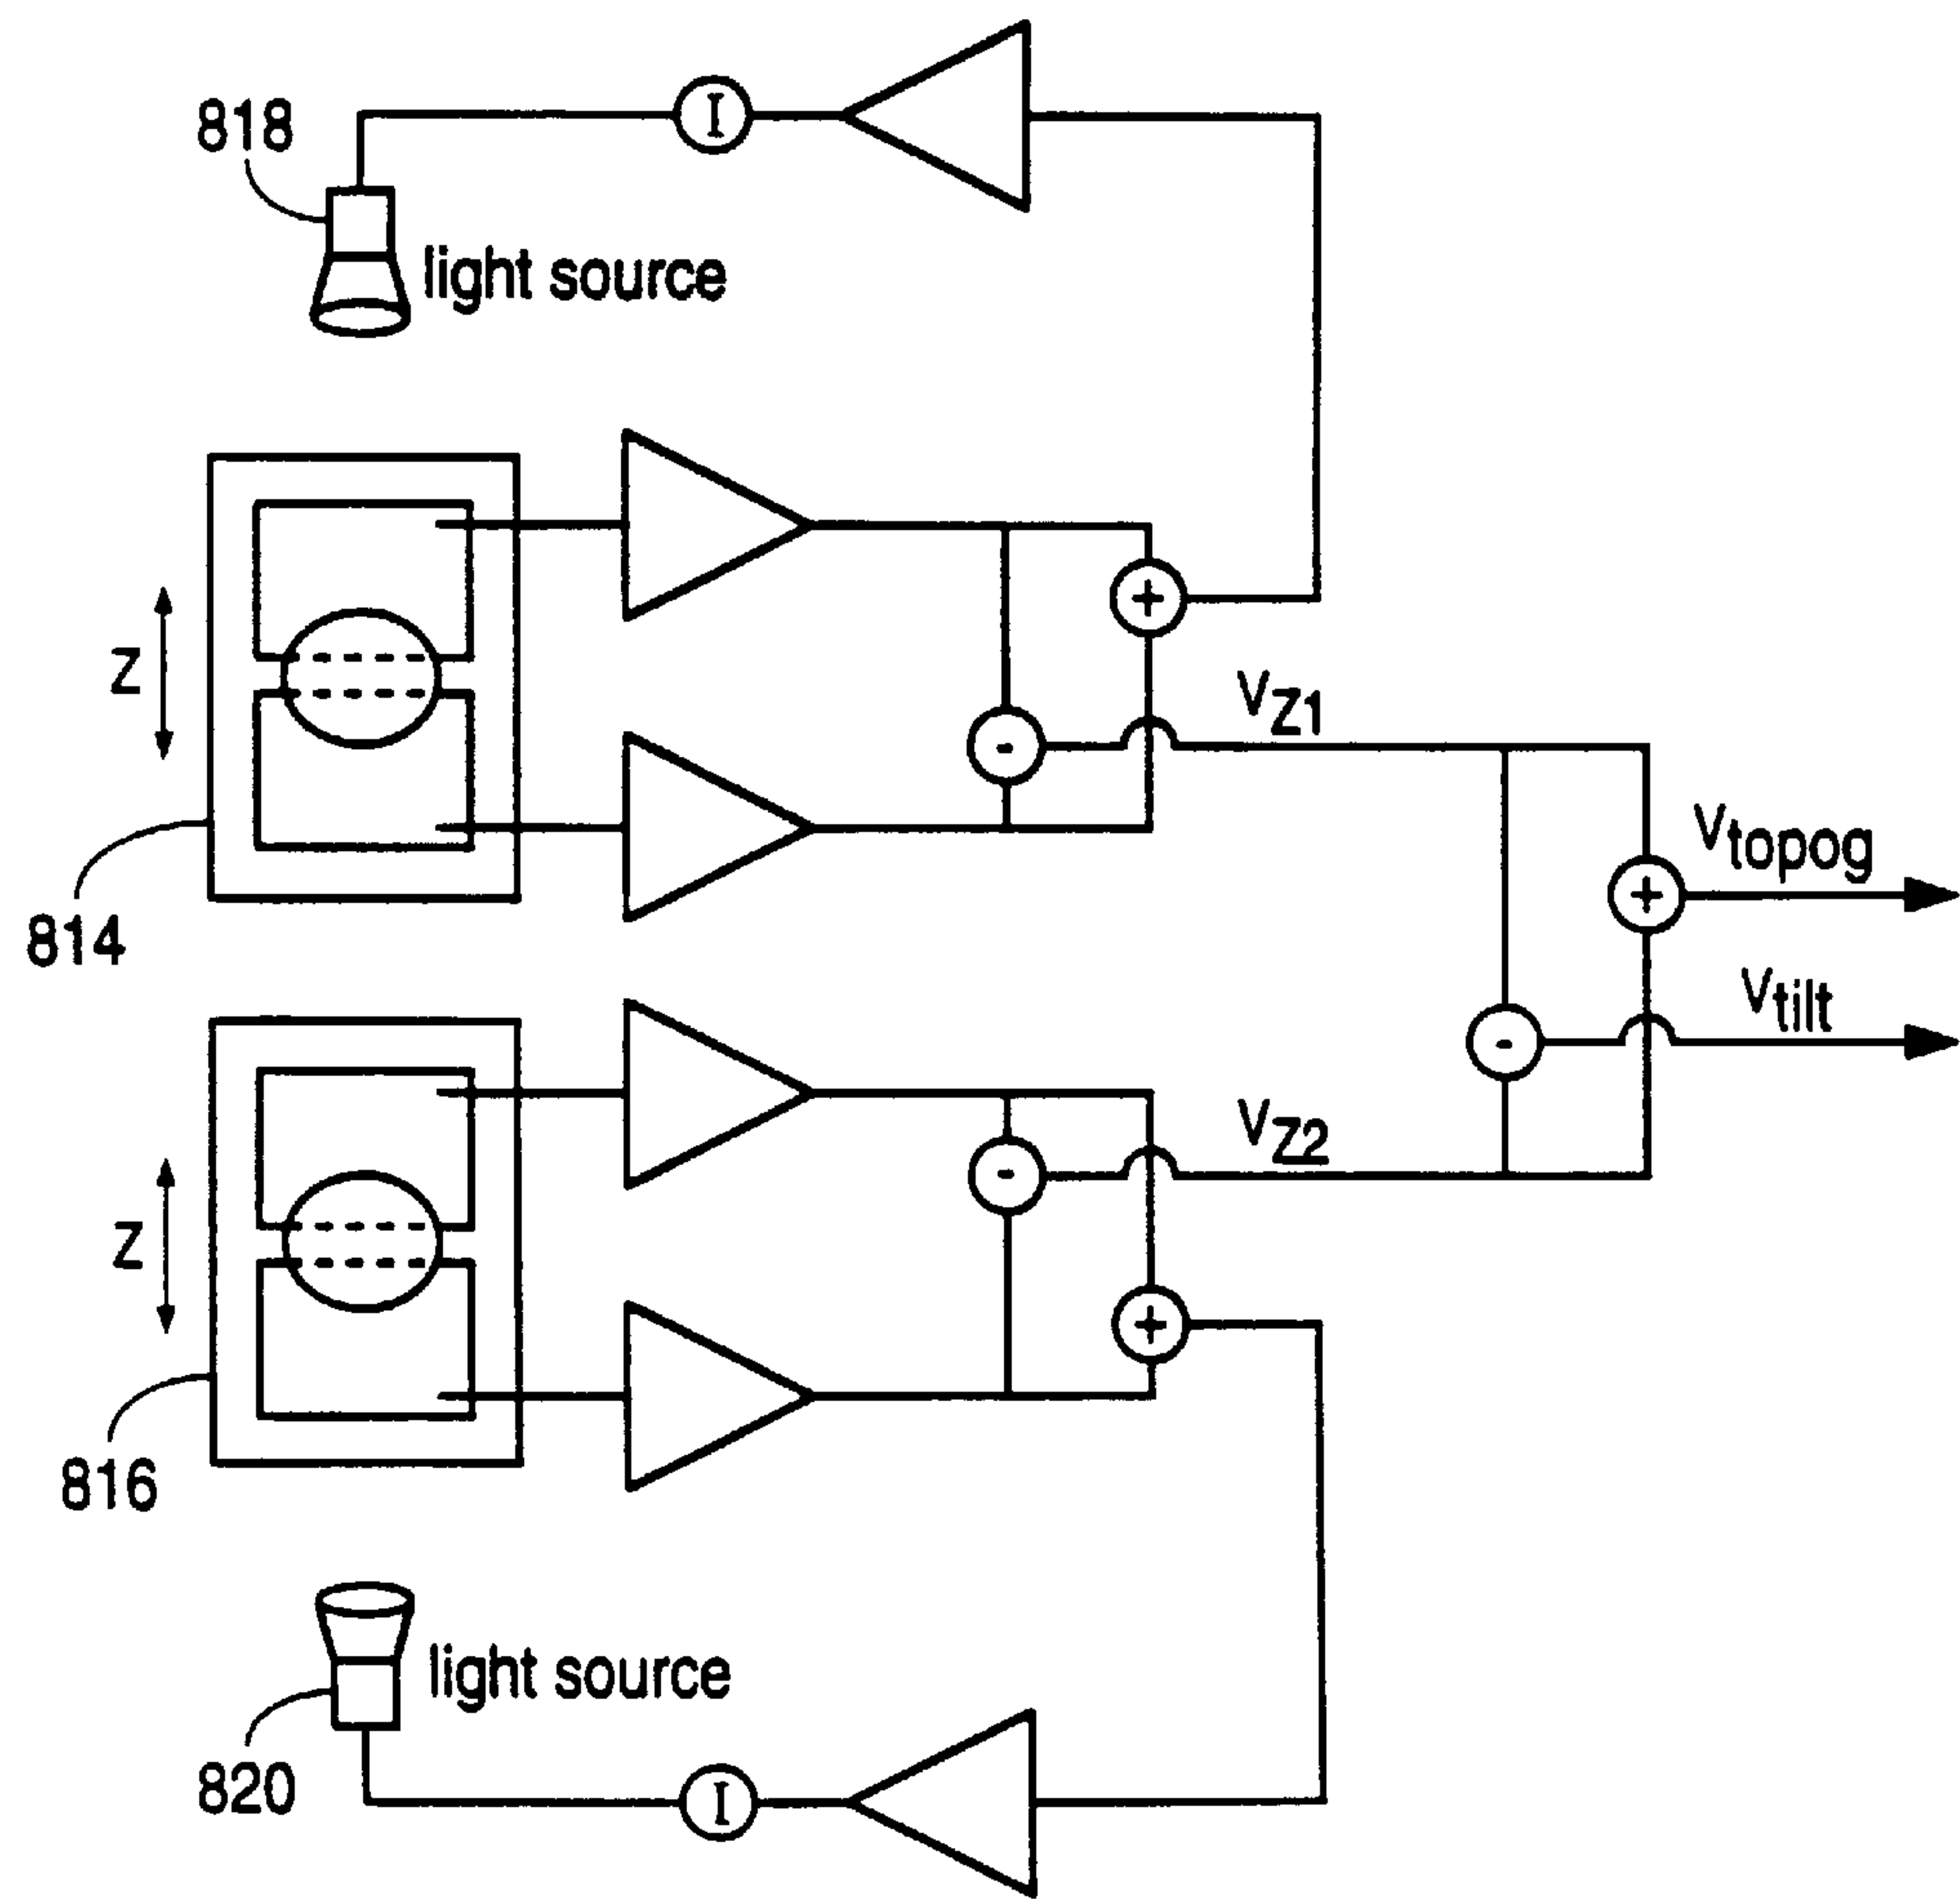 818
I
light source
Z
+
VZ1
-
814
Vtopog
+
Vtilt
-
VZ2
-
Z
+
816
light source
820
I